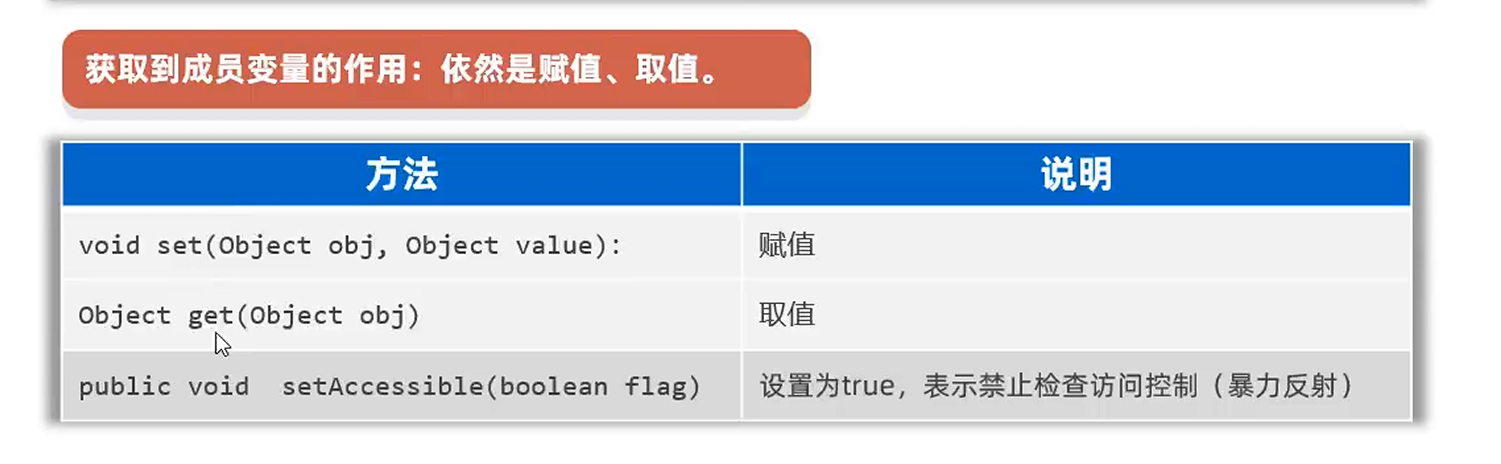 获取到成员变量的作用：依然是赋值、取值。
方法 说明
void set(Object obj, Object value): 赋值
Object get(Object obj) 取值
public void  setAccessible(boolean flag) 设置为true，表示禁止检查访问控制（暴力反射）